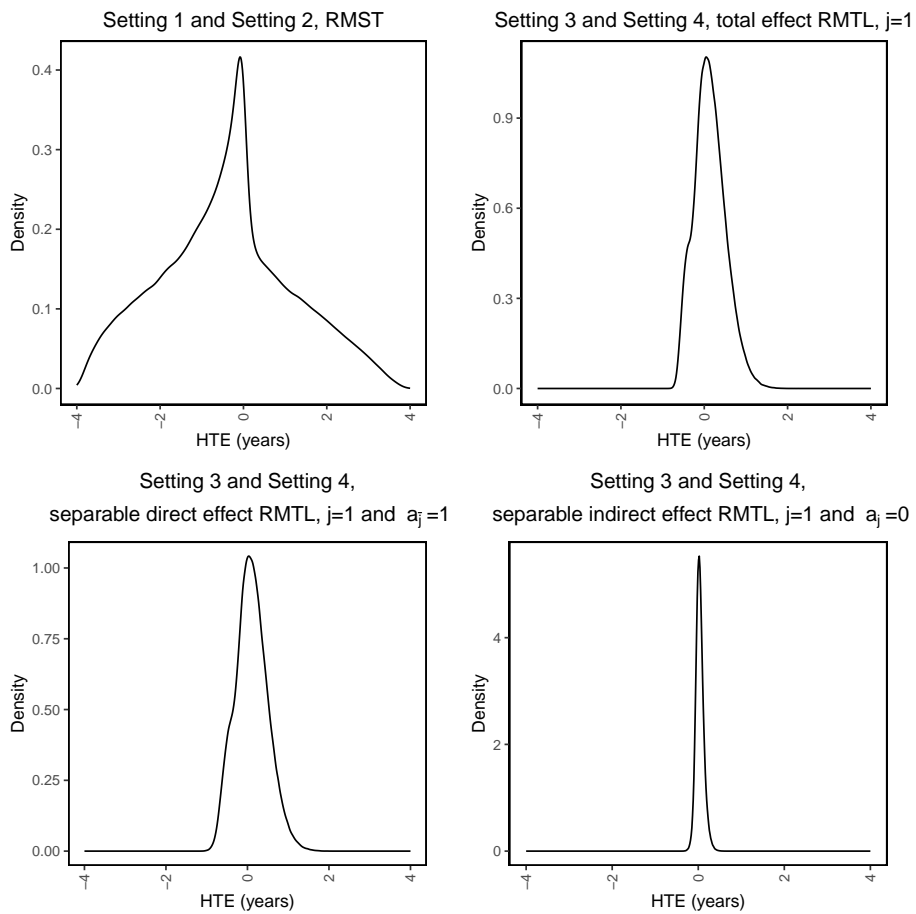 Setting 1 and Setting 2, RMST
0.4
0.3
0.2
0.1
0.0
Density
−4
−2
0
2
4
HTE (years)
Setting 3 and Setting 4, total effect RMTL, j=1
0.9
0.6
0.3
0.0
Density
−4
−2
0
2
4
HTE (years)
Setting 3 and Setting 4,
separable direct effect RMTL, j=1 and a_j̄ =1
1.00
0.75
0.50
0.25
0.00
Density
−4
−2
0
2
4
HTE (years)
Setting 3 and Setting 4,
separable indirect effect RMTL, j=1 and a_j =0
4
2
0
Density
−4
−2
0
2
4
HTE (years)